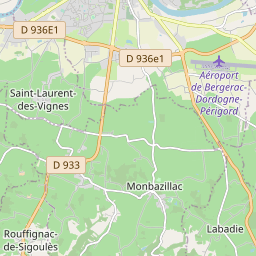 D 936E1
D 936e1
Aéroport
de Bergerac-
Dordogne-
Périgord
Saint-Laurent-
des-Vignes
D 933
Monbazillac
Labadie
Rouffignac-
de-Sigoulès